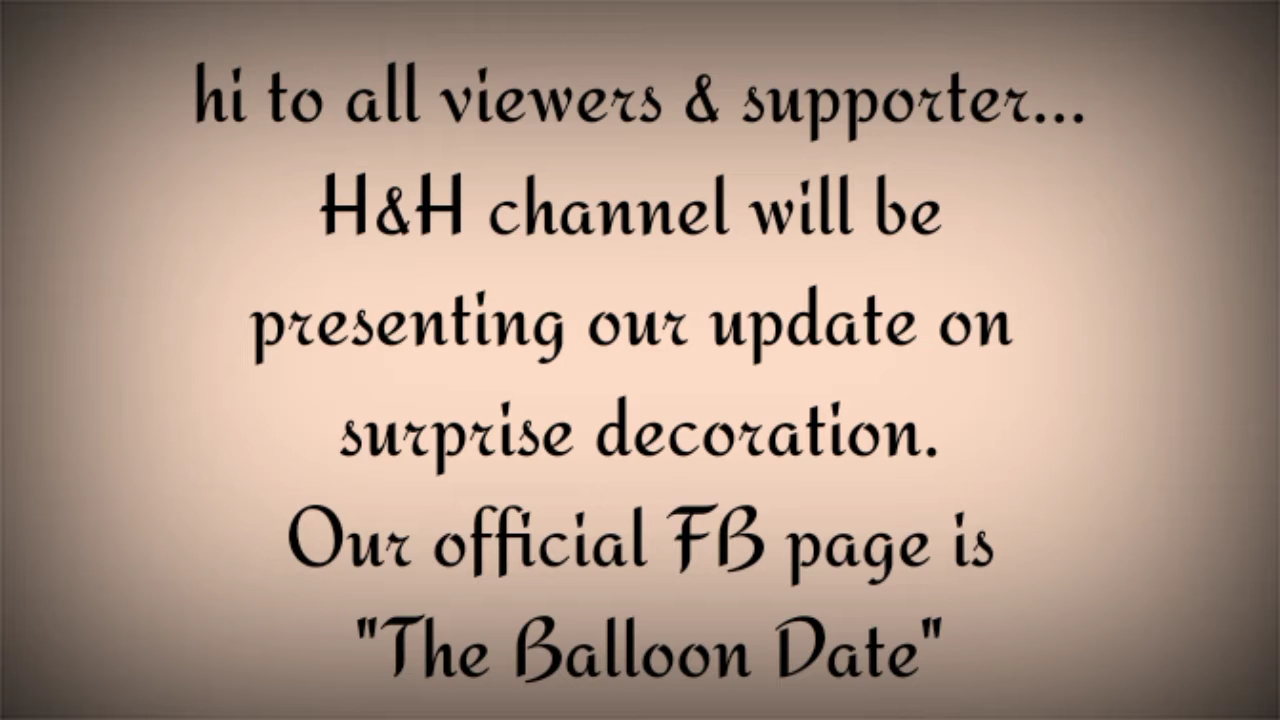 hi to all viewers & supporter...
H&H channel will be
presenting our update on
surprise decoration.
Our official FB page is
"The Balloon Date"